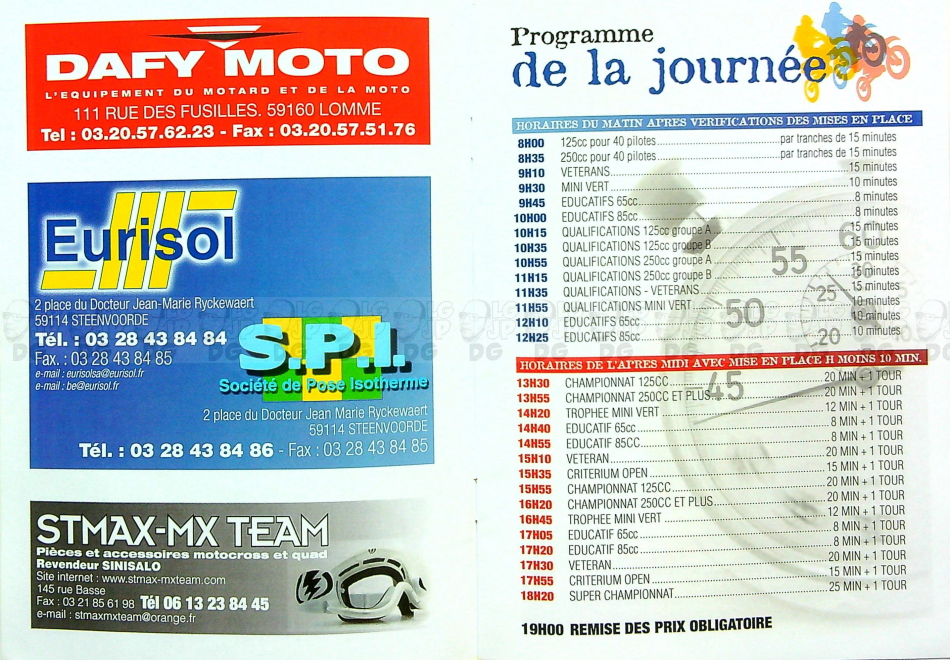 DAFY MOTO
L'EQUIPEMENT DU MOTARD ET DE LA MOTO
111 RUE DES FUSILLES. 59160 LOMME
Tel : 03.20.57.62.23 - Fax : 03.20.57.51.76
Eurisol
2 place du Docteur Jean-Marie Ryckewaert
59114 STEENVOORDE
Tél. : 03 28 43 84 84
Fax. : 03 28 43 84 85
e-mail : eurisolsa@eurisol.fr
e-mail : be@eurisol.fr
S.P.I.
Société de Pose Isotherme
2 place du Docteur Jean Marie Ryckewaert
59114 STEENVOORDE
Tél. : 03 28 43 84 86 - Fax : 03 28 43 84 85
STMAX-MX TEAM
Pièces et accessoires motocross et quad
Revendeur SINISALO
Site internet : www.stmax-mxteam.com
145 rue Basse
Fax : 03 21 85 61 98 Tél 06 13 23 84 45
e-mail : stmaxmxteam@orange.fr
Programme
de la journée
HORAIRES DU MATIN APRES VERIFICATIONS DES MISES EN PLACE
8H00 125cc pour 40 pilotes par tranches de 15 minutes
8H35 250cc pour 40 pilotes par tranches de 15 minutes
9H10 VETERANS 15 minutes
9H30 MINI VERT 10 minutes
9H45 EDUCATIFS 65cc 8 minutes
10H00 EDUCATIFS 85cc 8 minutes
10H15 QUALIFICATIONS 125cc groupe A 15 minutes
10H35 QUALIFICATIONS 125cc groupe B 15 minutes
10H55 QUALIFICATIONS 250cc groupe A 15 minutes
11H15 QUALIFICATIONS 250cc groupe B 15 minutes
11H35 QUALIFICATIONS - VETERANS 15 minutes
11H55 QUALIFICATIONS MINI VERT 10 minutes
12H10 EDUCATIFS 65cc 10 minutes
12H25 EDUCATIFS 85cc 10 minutes
HORAIRES DE L'APRES MIDI AVEC MISE EN PLACE H MOINS 10 MIN.
13H30 CHAMPIONNAT 125CC 20 MIN + 1 TOUR
13H55 CHAMPIONNAT 250CC ET PLUS 20 MIN + 1 TOUR
14H20 TROPHEE MINI VERT 12 MIN + 1 TOUR
14H40 EDUCATIF 65cc 8 MIN + 1 TOUR
14H55 EDUCATIF 85CC 8 MIN + 1 TOUR
15H10 VETERAN 20 MIN + 1 TOUR
15H35 CRITERIUM OPEN 15 MIN + 1 TOUR
15H55 CHAMPIONNAT 125CC 20 MIN + 1 TOUR
16H20 CHAMPIONNAT 250CC ET PLUS 20 MIN + 1 TOUR
16H45 TROPHEE MINI VERT 12 MIN + 1 TOUR
17H05 EDUCATIF 65cc 8 MIN + 1 TOUR
17H20 EDUCATIF 85cc 8 MIN + 1 TOUR
17H30 VETERAN 20 MIN + 1 TOUR
17H55 CRITERIUM OPEN 15 MIN + 1 TOUR
18H20 SUPER CHAMPIONNAT 25 MIN + 1 TOUR
19H00 REMISE DES PRIX OBLIGATOIRE
60
55
50
45
25
20